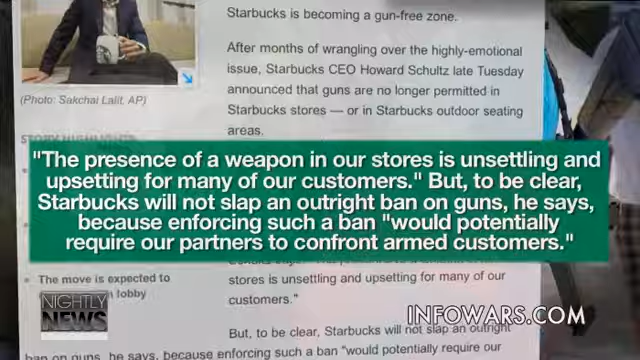 Starbucks is becoming a gun-free zone.
After months of wrangling over the highly-emotional
issue, Starbucks CEO Howard Schultz late Tuesday
announced that guns are no longer permitted in
Starbucks stores — or in Starbucks outdoor seating
areas.
(Photo: Sakchai Lalit, AP)
"The presence of a weapon in our stores is unsettling and
upsetting for many of our customers." But, to be clear,
Starbucks will not slap an outright ban on guns, he says,
because enforcing such a ban "would potentially
require our partners to confront armed customers."
The move is expected to
lobby
stores is unsettling and upsetting for many of our
customers."
But, to be clear, Starbucks will not slap an outright
ban on guns, he says, because enforcing such a ban "would potentially require our
NIGHTLY
NEWS
INFOWARS.COM